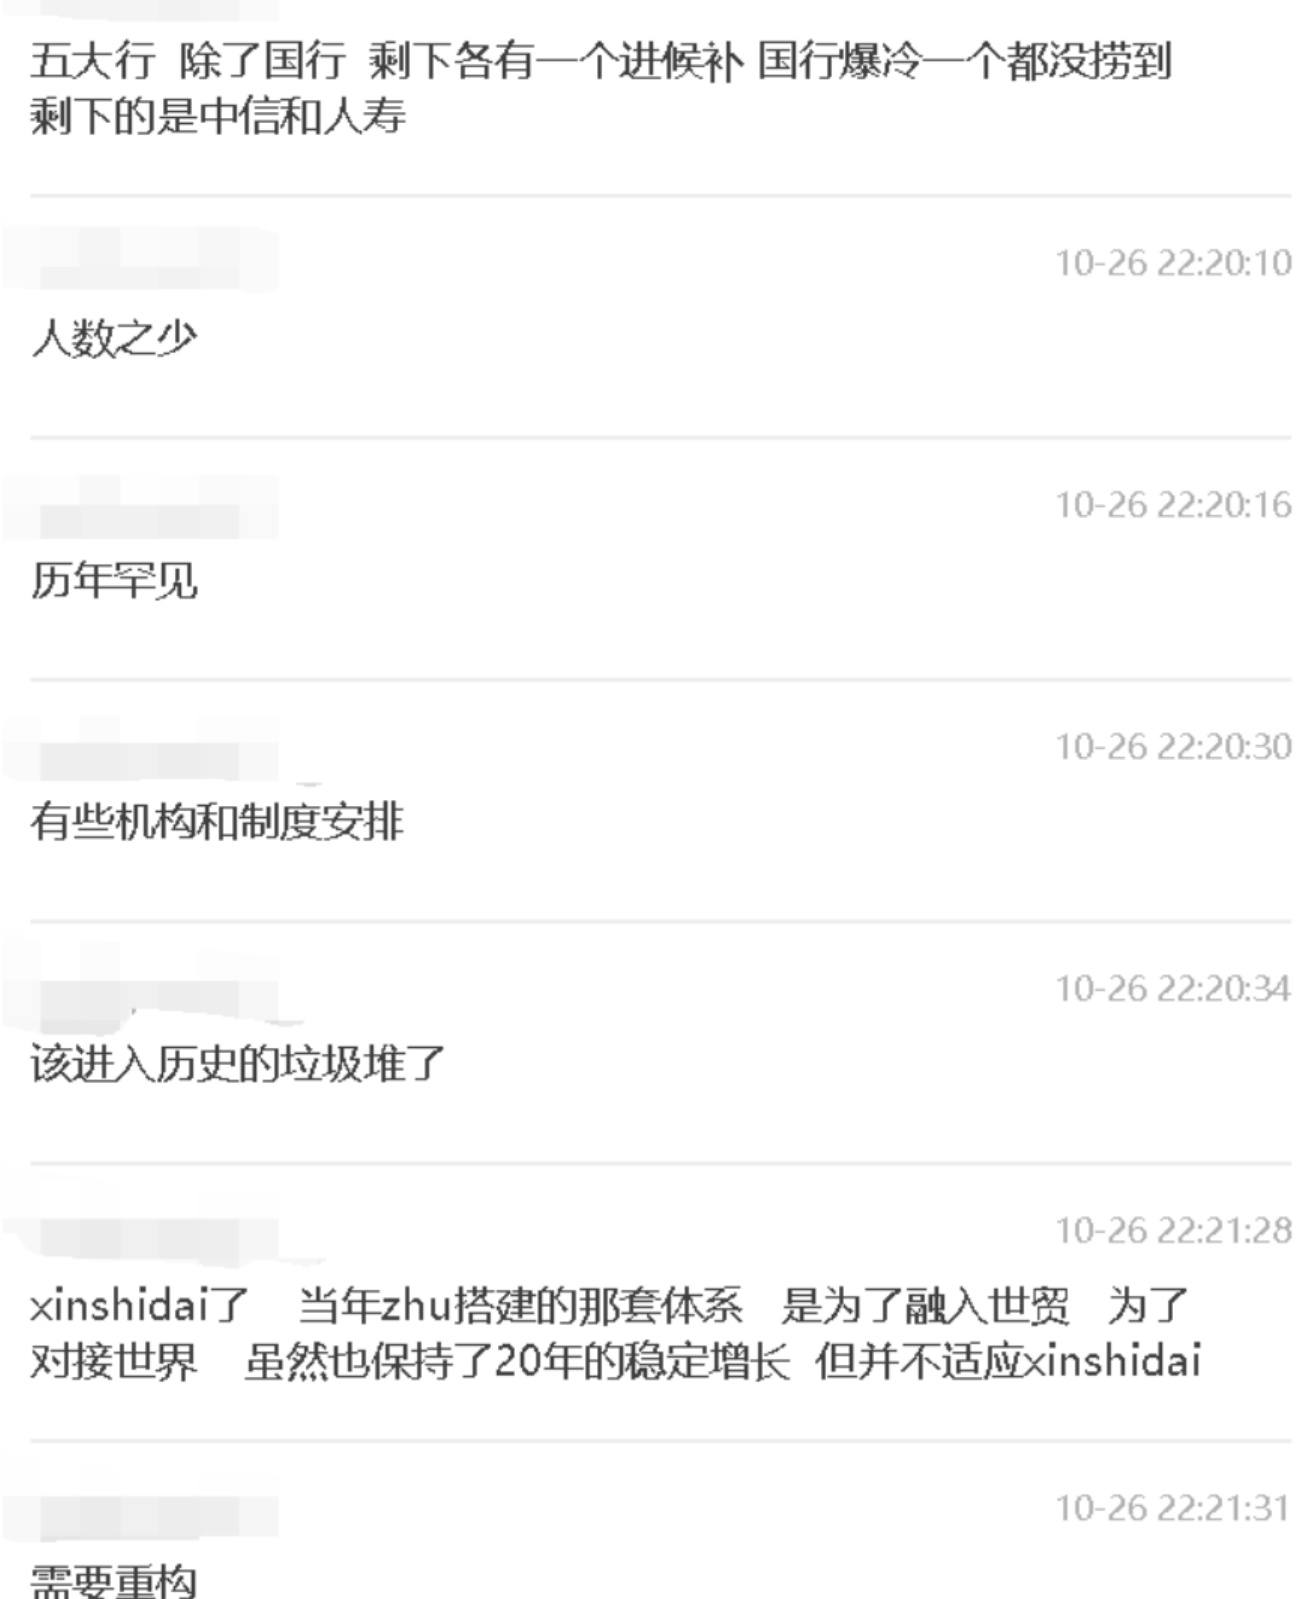 五大行 除了国行 剩下各有一个进候补 国行爆冷一个都没捞到
剩下的是中信和人寿
10-26 22:20:10
人数之少
10-26 22:20:16
历年罕见
10-26 22:20:30
有些机构和制度安排
10-26 22:20:34
该进入历史的垃圾堆了
10-26 22:21:28
xinshidai了 当年zhu搭建的那套体系 是为了融入世贸 为了
对接世界 虽然也保持了20年的稳定增长 但并不适应xinshidai
10-26 22:21:31
需要重构